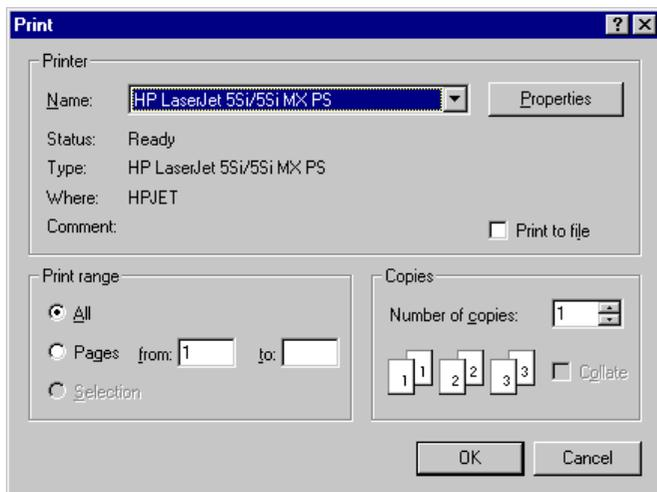 Print
Printer
Name: HP LaserJet 5Si/5Si MX PS Properties
Status: Ready
Type: HP LaserJet 5Si/5Si MX PS
Where: HPJET
Comment: Print to file
Print range
All
Pages from: 1 to:
Selection
Copies
Number of copies: 1
1 1 2 2 3 3 Collate
OK Cancel